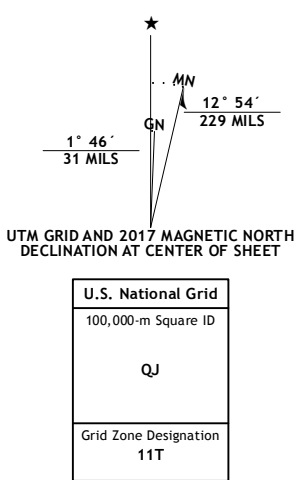 ★
MN
GN
12° 54´
229 MILS
1° 46´
31 MILS
UTM GRID AND 2017 MAGNETIC NORTH
DECLINATION AT CENTER OF SHEET
U.S. National Grid
100,000-m Square ID
QJ
Grid Zone Designation
11T